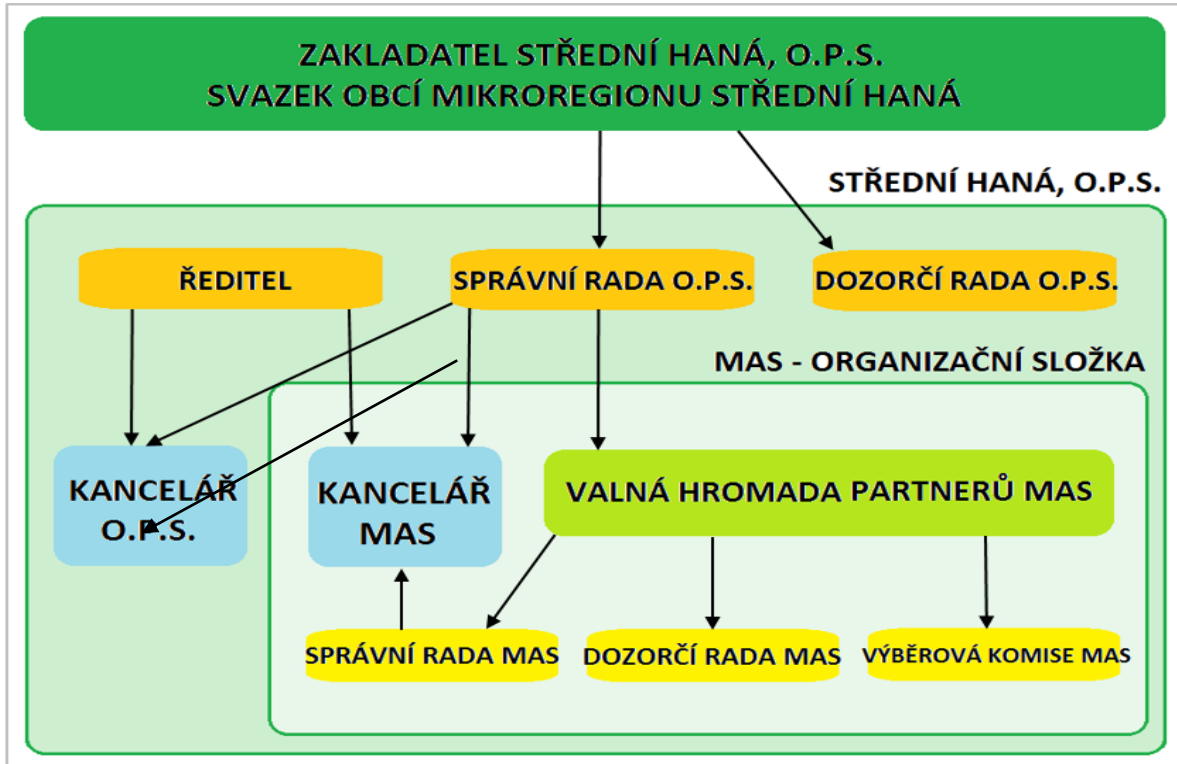 ZAKLADATEL STŘEDNÍ HANÁ, O.P.S.
SVAZEK OBCÍ MIKROREGIONU STŘEDNÍ HANÁ
STŘEDNÍ HANÁ, O.P.S.
ŘEDITEL
SPRÁVNÍ RADA O.P.S.
DOZORČÍ RADA O.P.S.
MAS - ORGANIZAČNÍ SLOŽKA
KANCELÁŘ
O.P.S.
KANCELÁŘ
MAS
VALNÁ HROMADA PARTNERŮ MAS
SPRÁVNÍ RADA MAS
DOZORČÍ RADA MAS
VÝBĚROVÁ KOMISE MAS